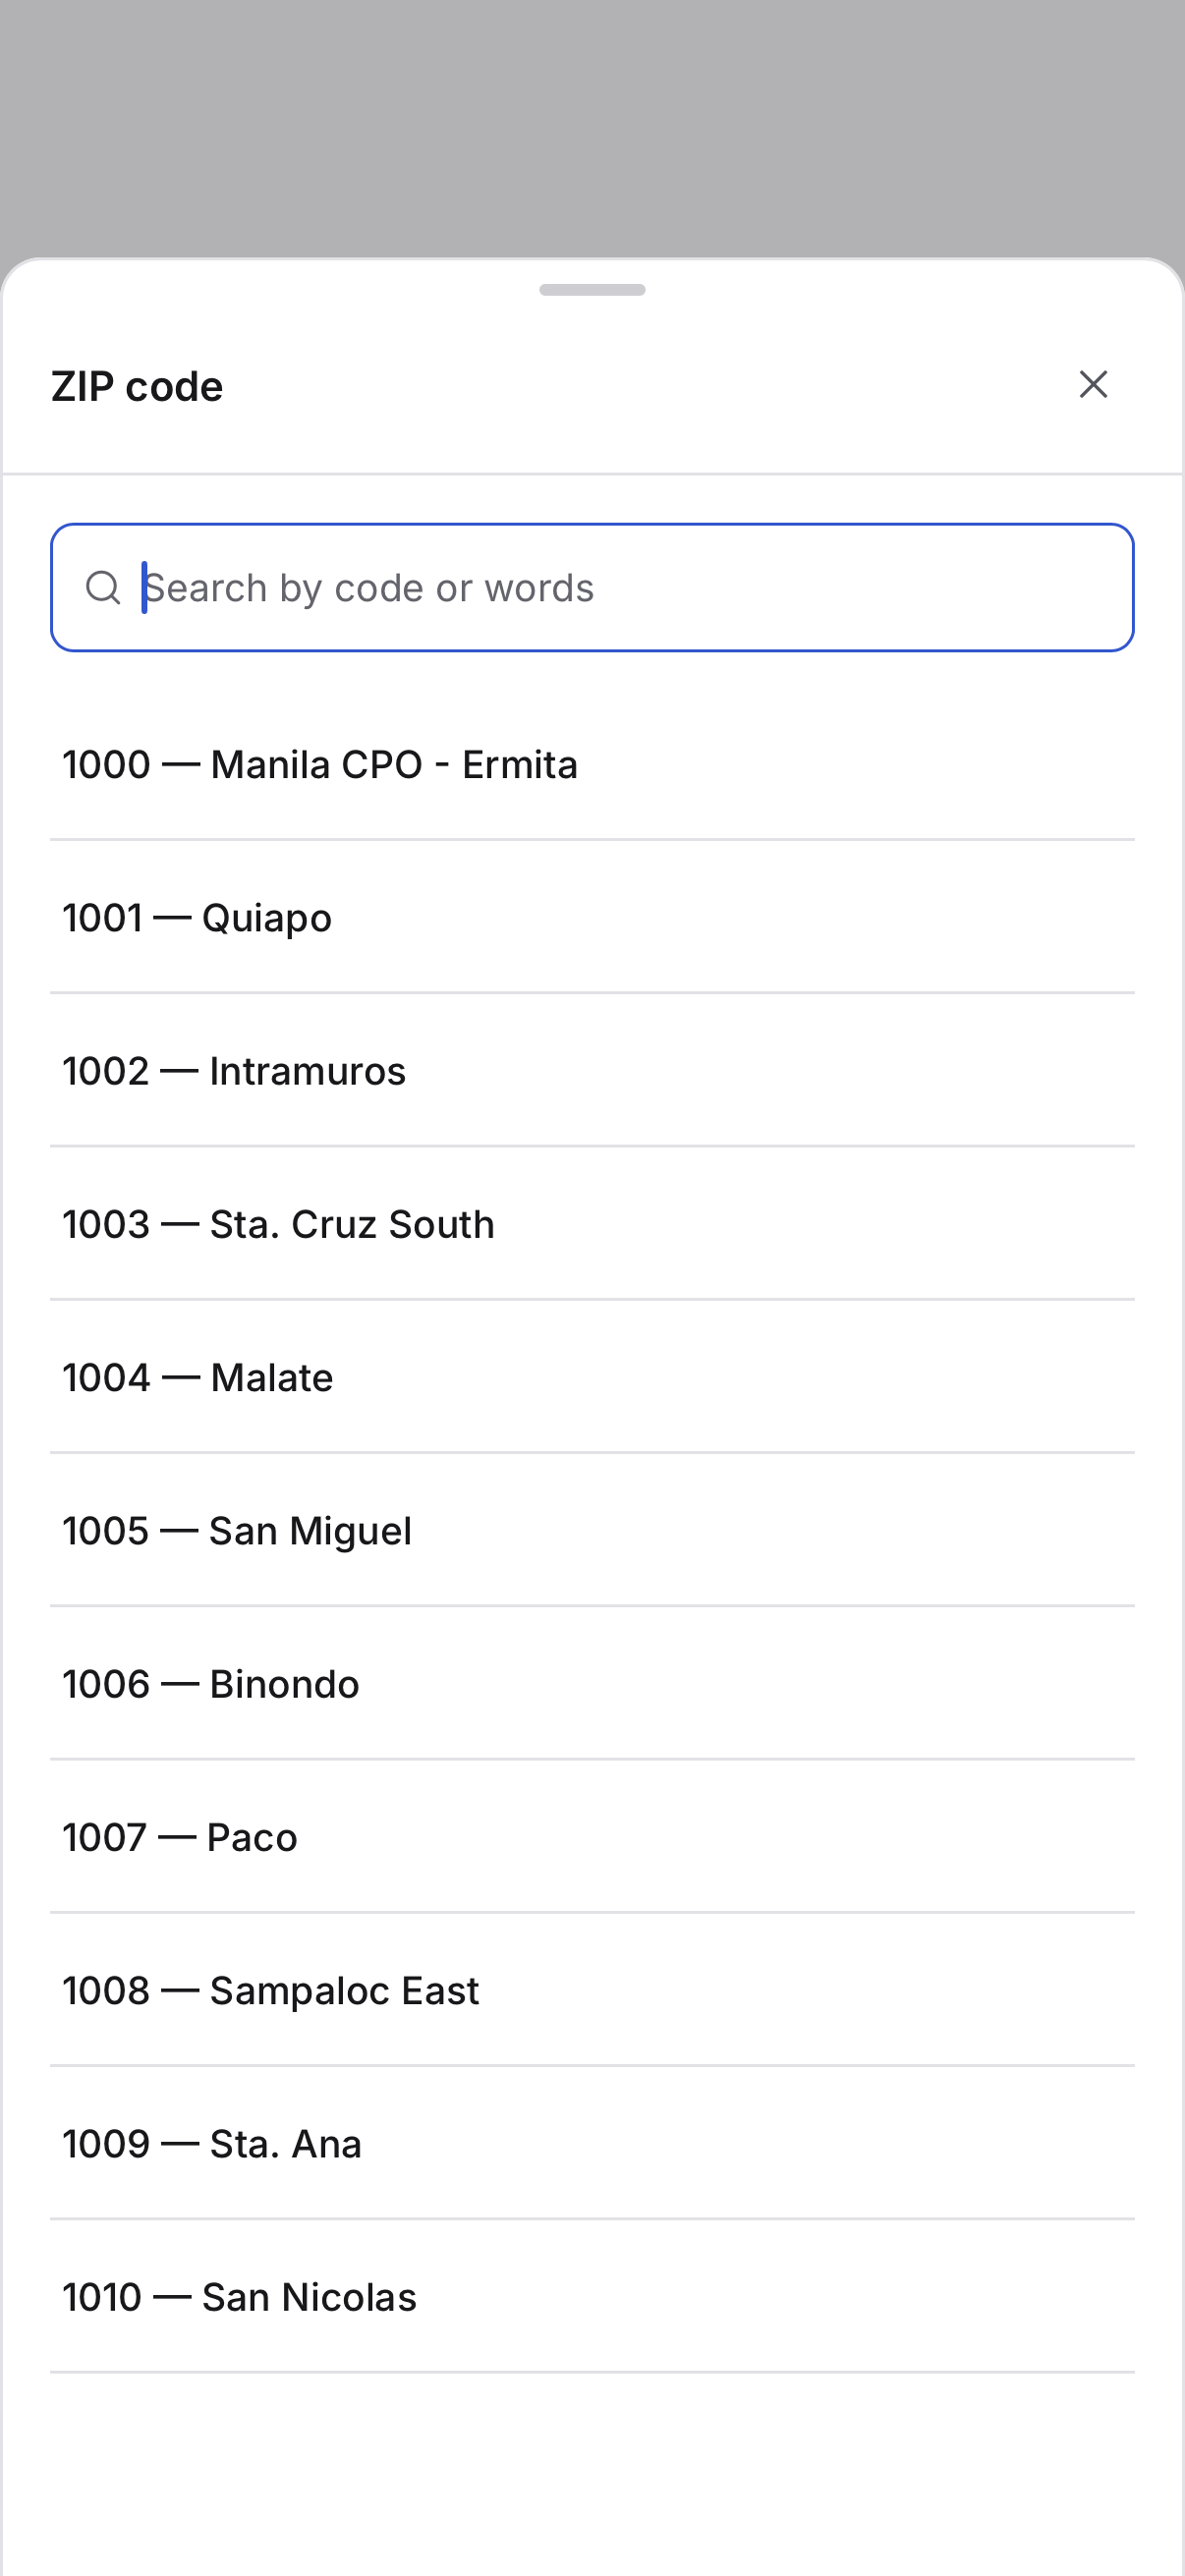 ZIP code
Search by code or words
1000 — Manila CPO - Ermita
1001 — Quiapo
1002 — Intramuros
1003 — Sta. Cruz South
1004 — Malate
1005 — San Miguel
1006 — Binondo
1007 — Paco
1008 — Sampaloc East
1009 — Sta. Ana
1010 — San Nicolas